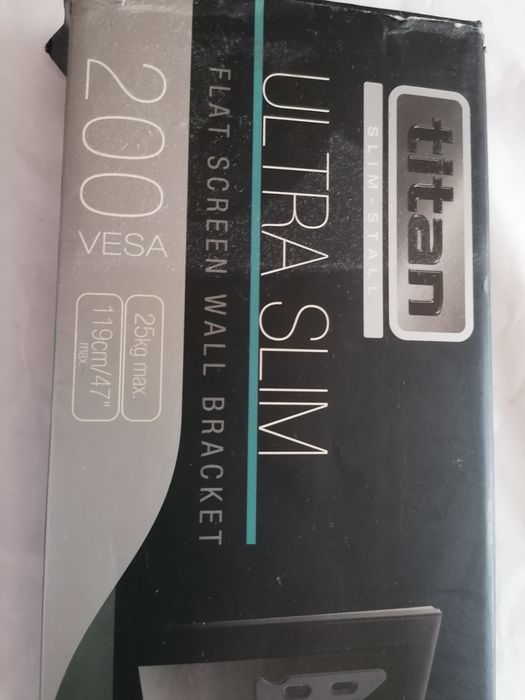 titan
SLIM-STALL
ULTRA SLIM
FLAT SCREEN WALL BRACKET
200
VESA
25kg max.
119cm/47"
max.